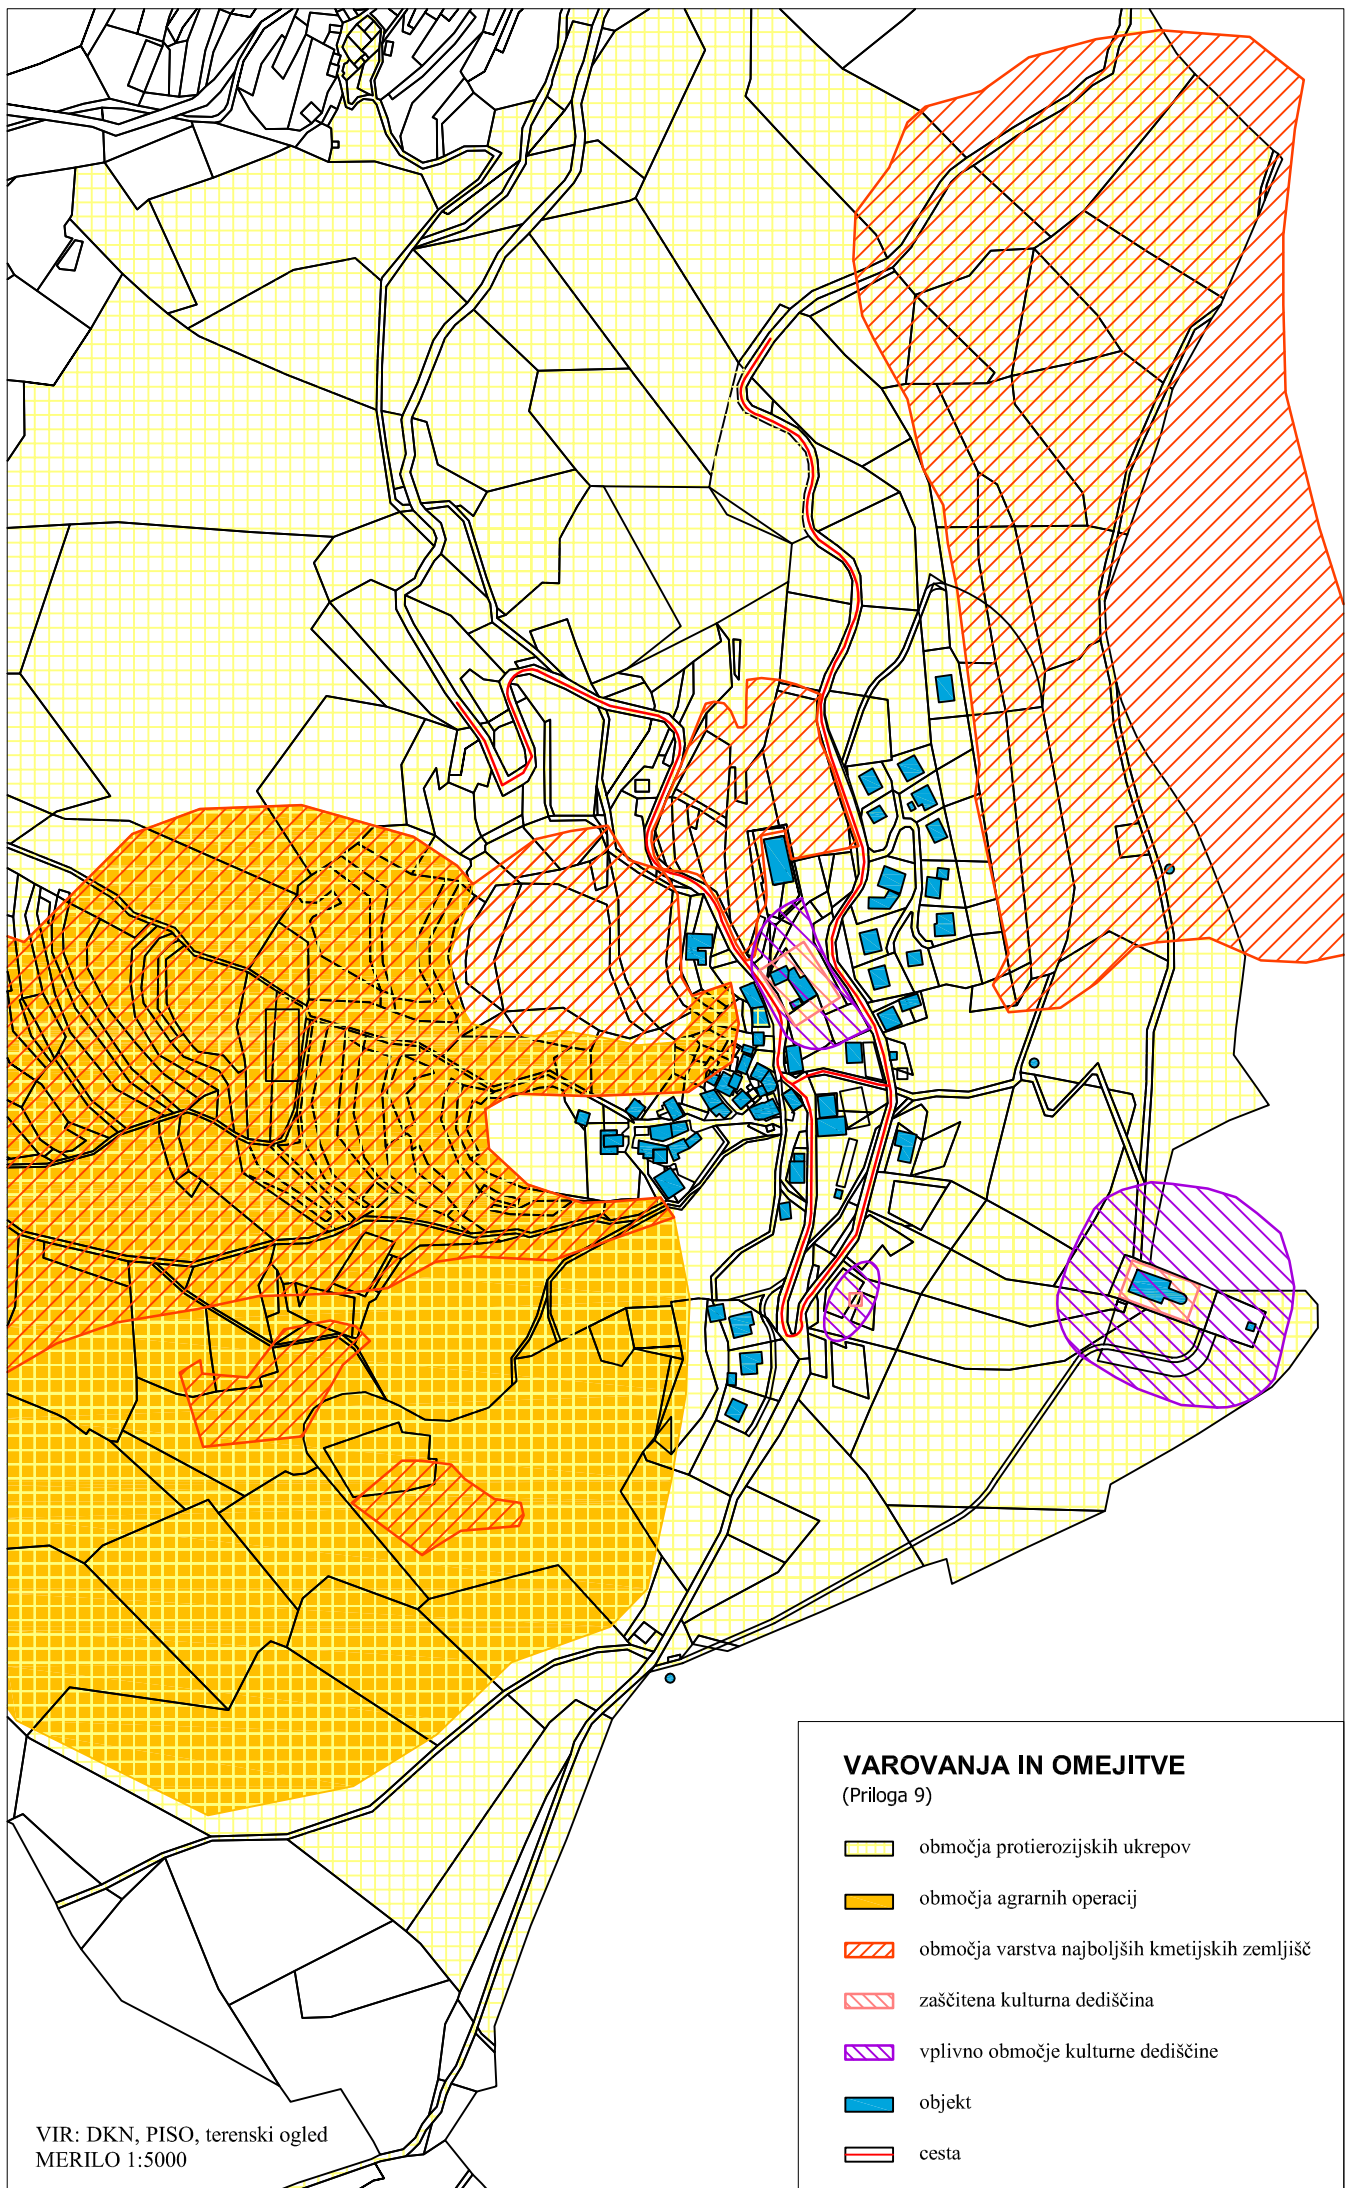 VAROVANJA IN OMEJITVE
(Priloga 9)
območja protierozijskih ukrepov
območja agrarnih operacij
območja varstva najboljših kmetijskih zemljišč
zaščitena kulturna dediščina
vplivno območje kulturne dediščine
objekt
cesta
VIR: DKN, PISO, terenski ogled
MERILO 1:5000